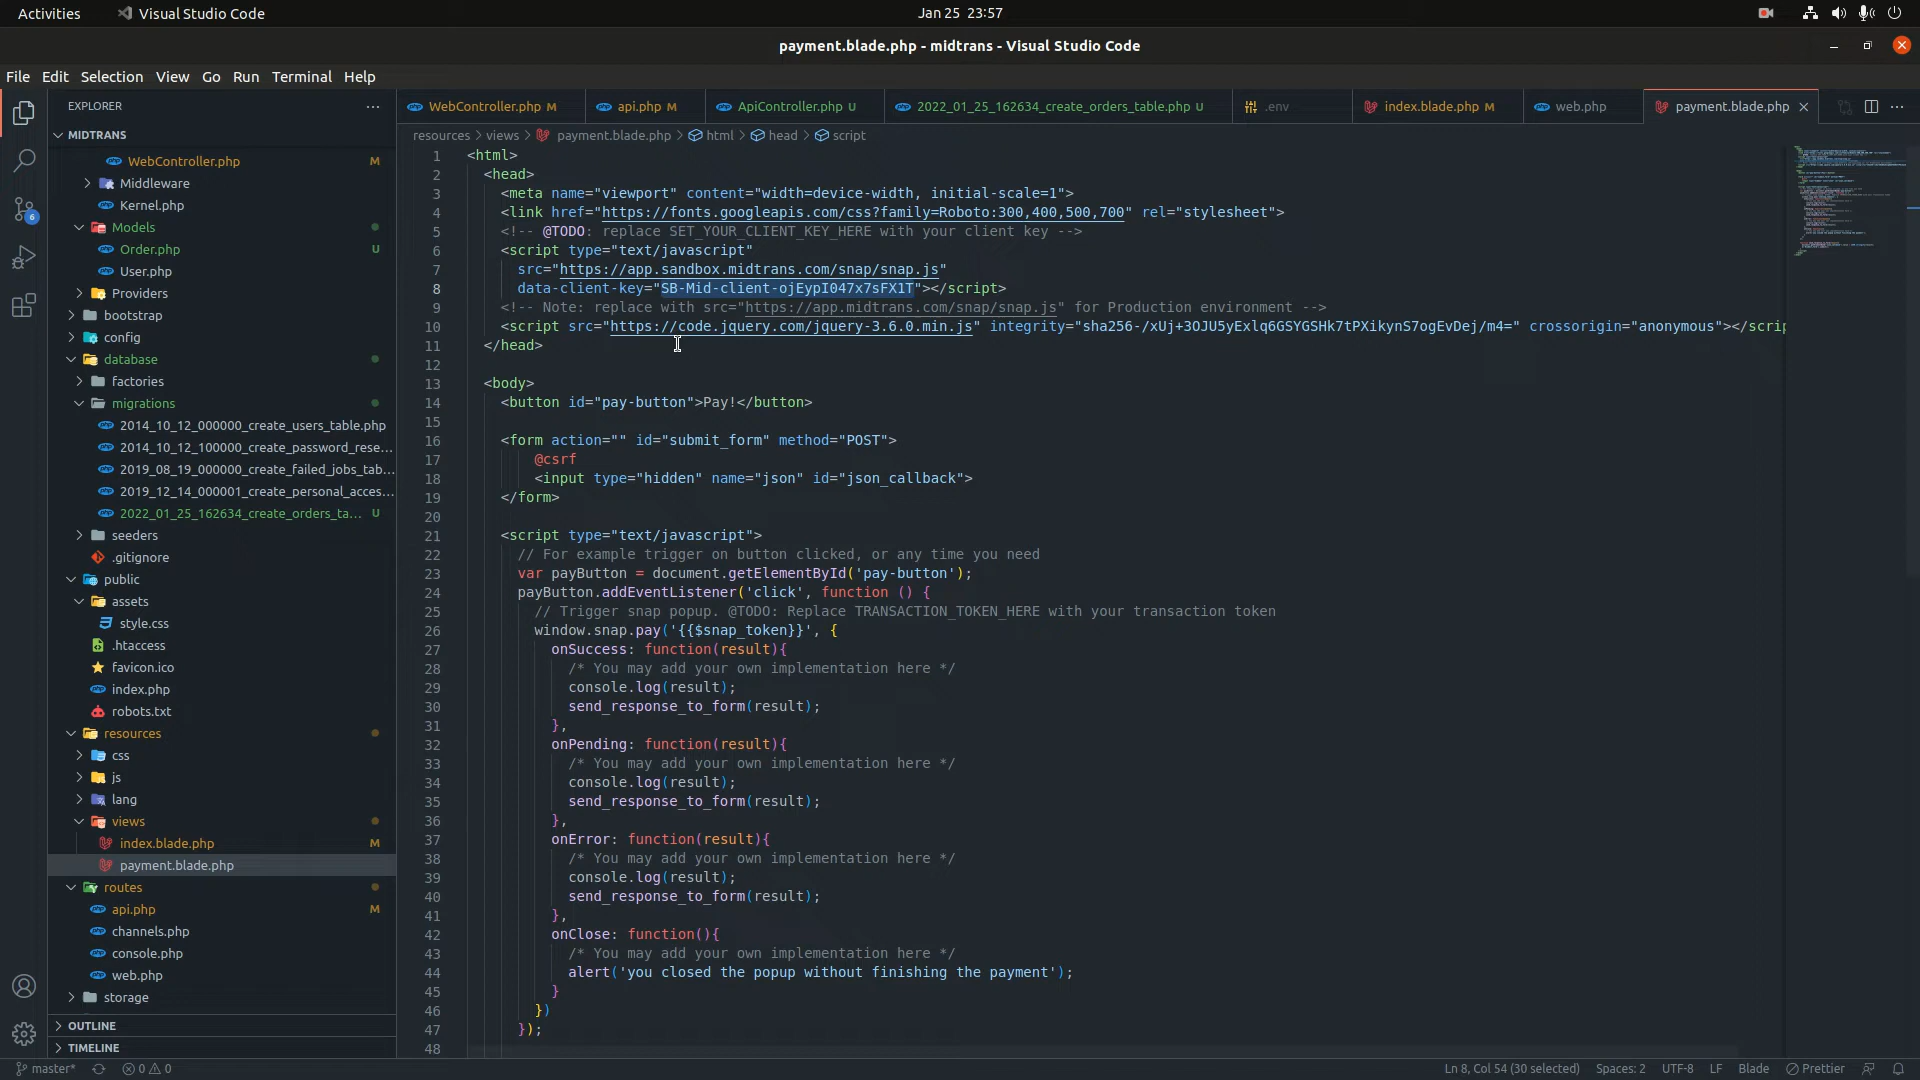 Activities
Visual Studio Code
Jan 25 23:57
payment.blade.php - midtrans - Visual Studio Code
File Edit Selection View Go Run Terminal Help
EXPLORER
MIDTRANS
WebController.php M
Middleware
Kernel.php
Models
Order.php U
User.php
Providers
bootstrap
config
database
factories
migrations
2014_10_12_000000_create_users_table.php
2014_10_12_100000_create_password_rese...
2019_08_19_000000_create_failed_jobs_tab...
2019_12_14_000001_create_personal_acces...
2022_01_25_162634_create_orders_ta... U
seeders
.gitignore
public
assets
style.css
.htaccess
favicon.ico
index.php
robots.txt
resources
css
js
lang
views
index.blade.php M
payment.blade.php
routes
api.php M
channels.php
console.php
web.php
storage
OUTLINE
TIMELINE
6
WebController.php M
api.php M
ApiController.php U
2022_01_25_162634_create_orders_table.php U
.env
index.blade.php M
web.php
payment.blade.php
resources > views > payment.blade.php > html > head > script
1 <html>
2 <head>
3 <meta name="viewport" content="width=device-width, initial-scale=1">
4 <link href="https://fonts.googleapis.com/css?family=Roboto:300,400,500,700" rel="stylesheet">
5 <!-- @TODO: replace SET_YOUR_CLIENT_KEY_HERE with your client key -->
6 <script type="text/javascript"
7 src="https://app.sandbox.midtrans.com/snap/snap.js"
8 data-client-key="SB-Mid-client-ojEypI047x7sFX1T"></script>
9 <!-- Note: replace with src="https://app.midtrans.com/snap/snap.js" for Production environment -->
10 <script src="https://code.jquery.com/jquery-3.6.0.min.js" integrity="sha256-/xUj+3OJU5yExlq6GSYGSHk7tPXikynS7ogEvDej/m4=" crossorigin="anonymous"></scrip
11 </head>
12
13 <body>
14 <button id="pay-button">Pay!</button>
15
16 <form action="" id="submit_form" method="POST">
17 @csrf
18 <input type="hidden" name="json" id="json_callback">
19 </form>
20
21 <script type="text/javascript">
22 // For example trigger on button clicked, or any time you need
23 var payButton = document.getElementById('pay-button');
24 payButton.addEventListener('click', function () {
25 // Trigger snap popup. @TODO: Replace TRANSACTION_TOKEN_HERE with your transaction token
26 window.snap.pay('{{$snap_token}}', {
27 onSuccess: function(result){
28 /* You may add your own implementation here */
29 console.log(result);
30 send_response_to_form(result);
31 },
32 onPending: function(result){
33 /* You may add your own implementation here */
34 console.log(result);
35 send_response_to_form(result);
36 },
37 onError: function(result){
38 /* You may add your own implementation here */
39 console.log(result);
40 send_response_to_form(result);
41 },
42 onClose: function(){
43 /* You may add your own implementation here */
44 alert('you closed the popup without finishing the payment');
45 }
46 })
47 });
48
master* 0 0
Ln 8, Col 54 (30 selected) Spaces: 2 UTF-8 LF Blade Prettier